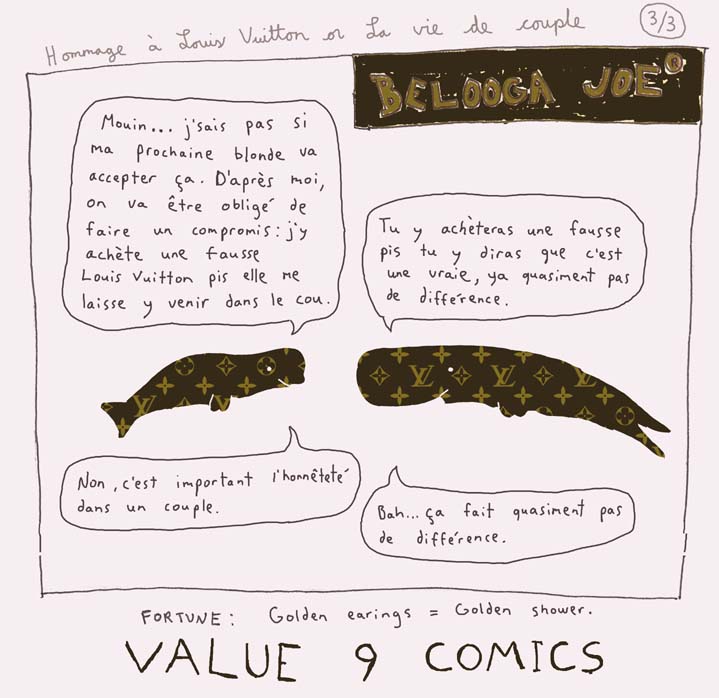 Hommage à Louis Vuitton or La vie de couple
3/3
BELOOGA JOE ®
Mouin... j'sais pas si
ma prochaine blonde va
accepter ça. D'après moi,
on va être obligé de
faire un compromis: j'y
achète une fausse
Louis Vuitton pis elle me
laisse y venir dans le cou.
Tu y achèteras une fausse
pis tu y diras que c'est
une vraie, ya quasiment pas
de différence.
Non, c'est important l'honnêteté
dans un couple.
Bah... ça fait quasiment pas
de différence.
FORTUNE: Golden earings = Golden shower.
VALUE 9 COMICS